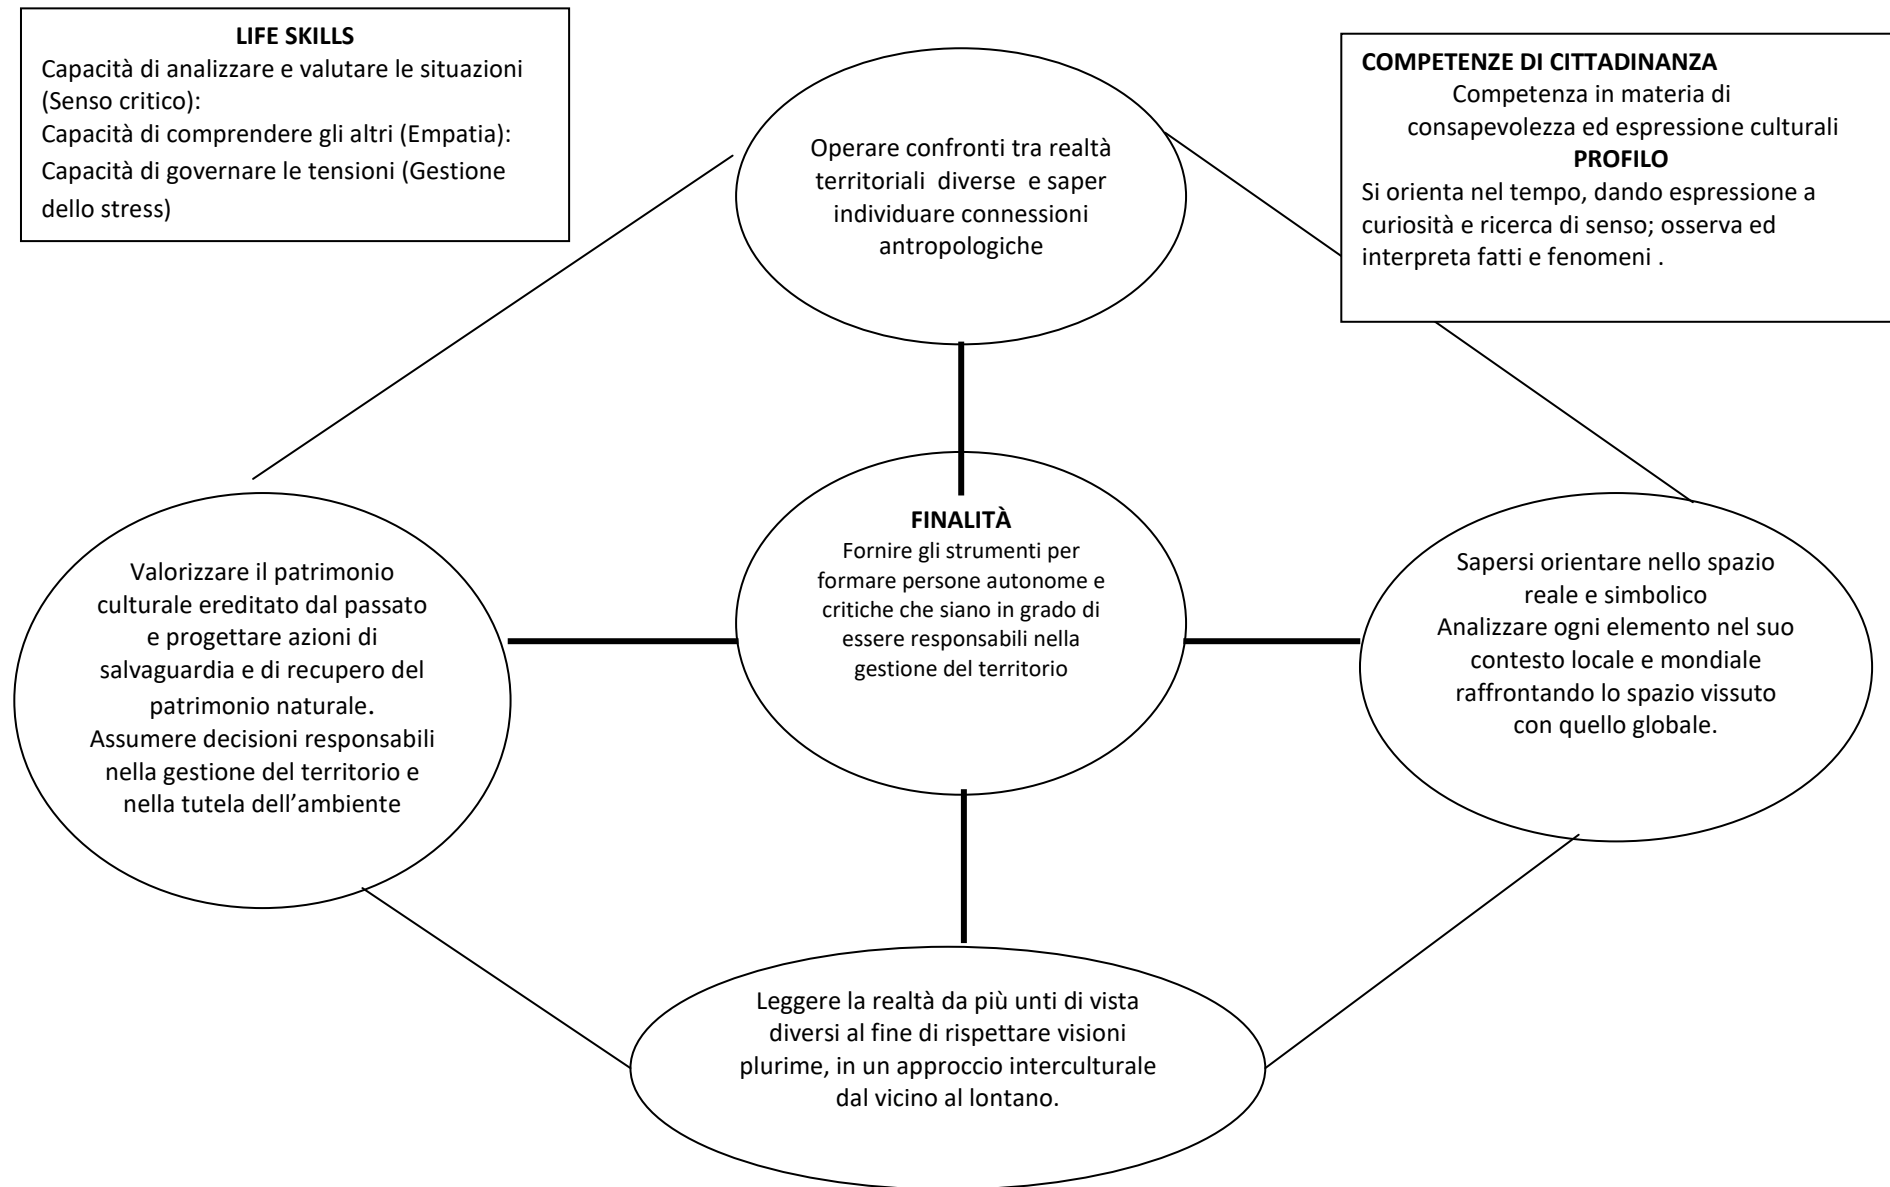 LIFE SKILLS
Capacità di analizzare e valutare le situazioni
(Senso critico):
Capacità di comprendere gli altri (Empatia):
Capacità di governare le tensioni (Gestione
dello stress)
COMPETENZE DI CITTADINANZA
Competenza in materia di
consapevolezza ed espressione culturali
PROFILO
Si orienta nel tempo, dando espressione a
curiosità e ricerca di senso; osserva ed
interpreta fatti e fenomeni .
Operare confronti tra realtà
territoriali diverse e saper
individuare connessioni
antropologiche
Valorizzare il patrimonio
culturale ereditato dal passato
e progettare azioni di
salvaguardia e di recupero del
patrimonio naturale.
Assumere decisioni responsabili
nella gestione del territorio e
nella tutela dell’ambiente
FINALITÀ
Fornire gli strumenti per
formare persone autonome e
critiche che siano in grado di
essere responsabili nella
gestione del territorio
Sapersi orientare nello spazio
reale e simbolico
Analizzare ogni elemento nel suo
contesto locale e mondiale
raffrontando lo spazio vissuto
con quello globale.
Leggere la realtà da più unti di vista
diversi al fine di rispettare visioni
plurime, in un approccio interculturale
dal vicino al lontano.